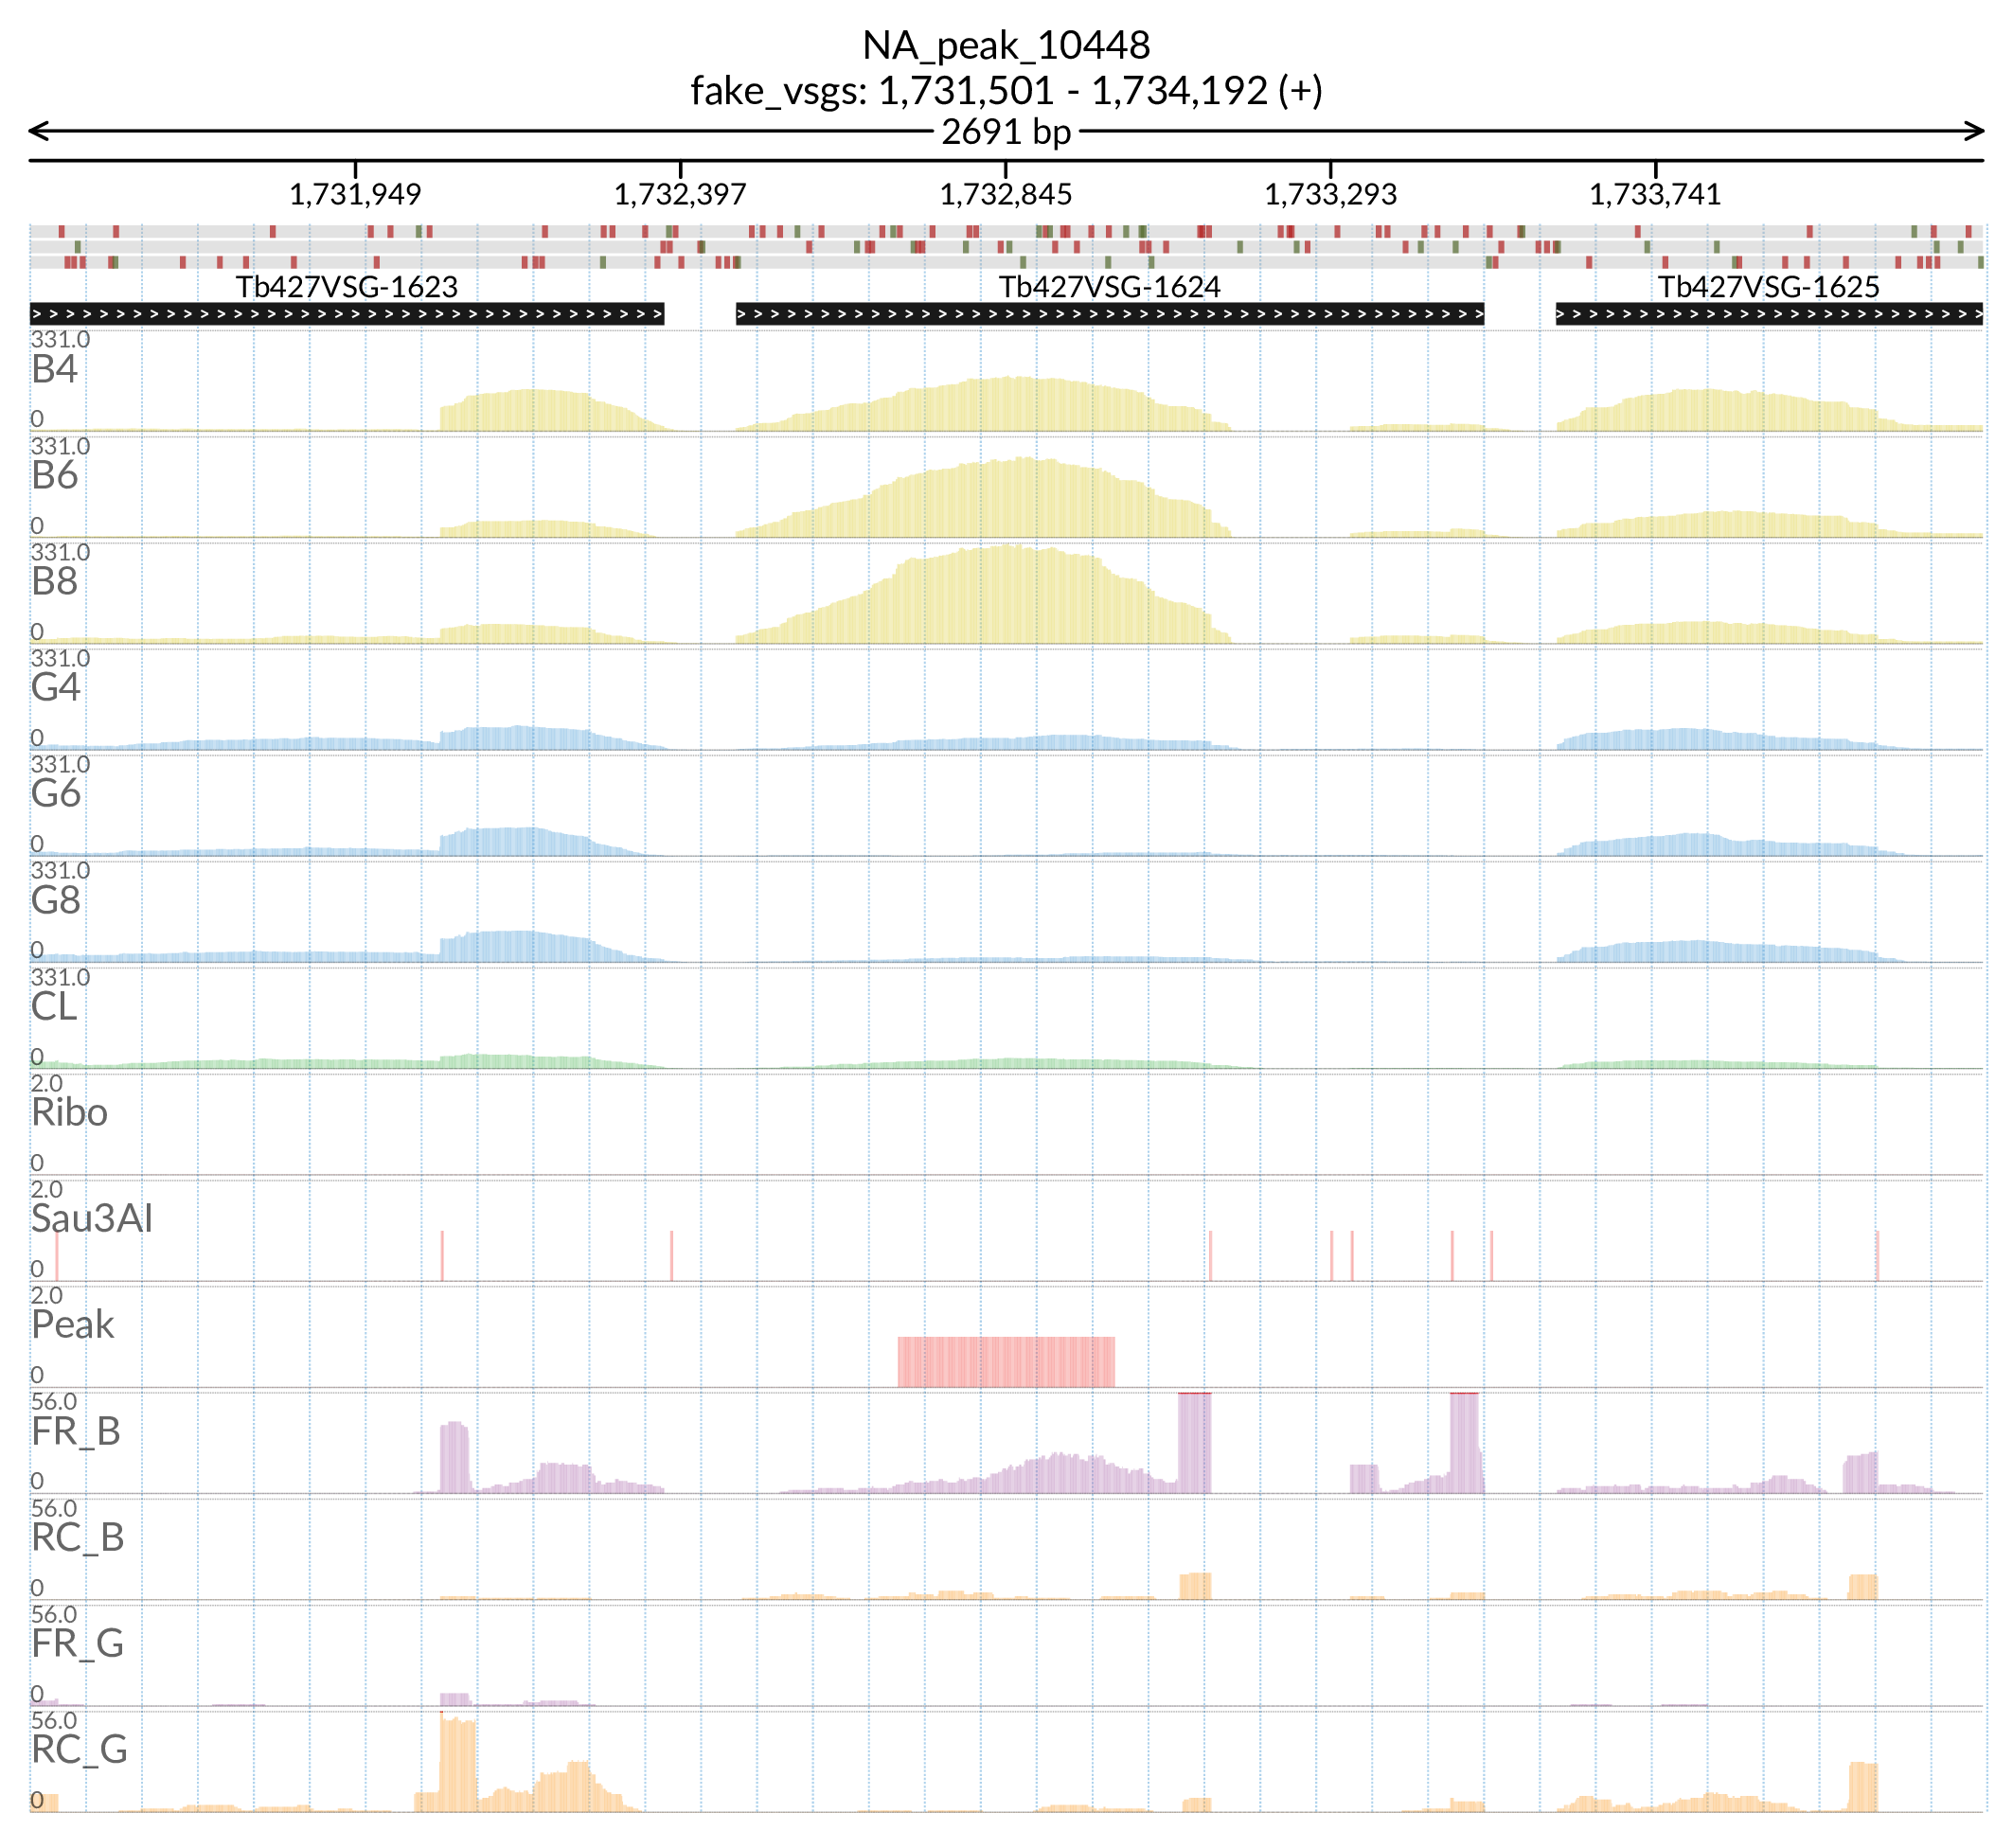 NA_peak_10448
fake_vsgs: 1,731,501 - 1,734,192 (+)
2691 bp
1,731,949 1,732,397 1,732,845 1,733,293 1,733,741
Tb427VSG-1623 Tb427VSG-1624 Tb427VSG-1625
331.0
B4
0
331.0
B6
0
331.0
B8
0
331.0
G4
0
331.0
G6
0
331.0
G8
0
331.0
CL
0
2.0
Ribo
0
2.0
Sau3AI
0
2.0
Peak
0
56.0
FR_B
0
56.0
RC_B
0
56.0
FR_G
0
56.0
RC_G
0